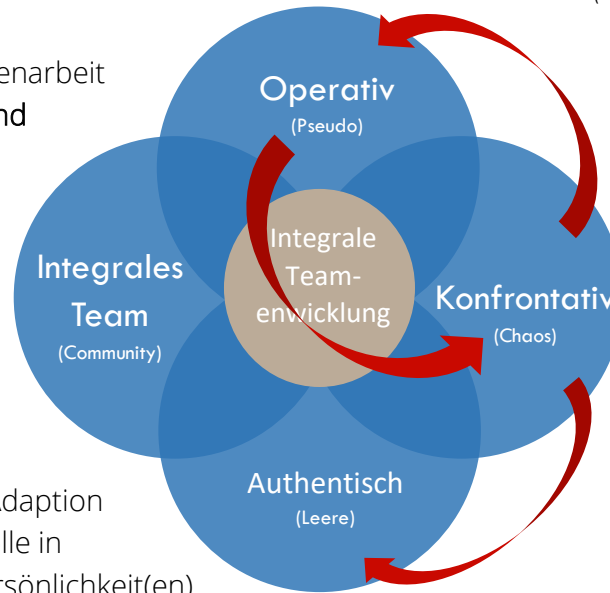 enarbeit
nd
Operativ
(Pseudo)
Integrales
Team
(Community)
Integrale
Team-
enwicklung
Konfrontativ
(Chaos)
Authentisch
(Leere)
daption
lle in
rsönlichkeit(en)